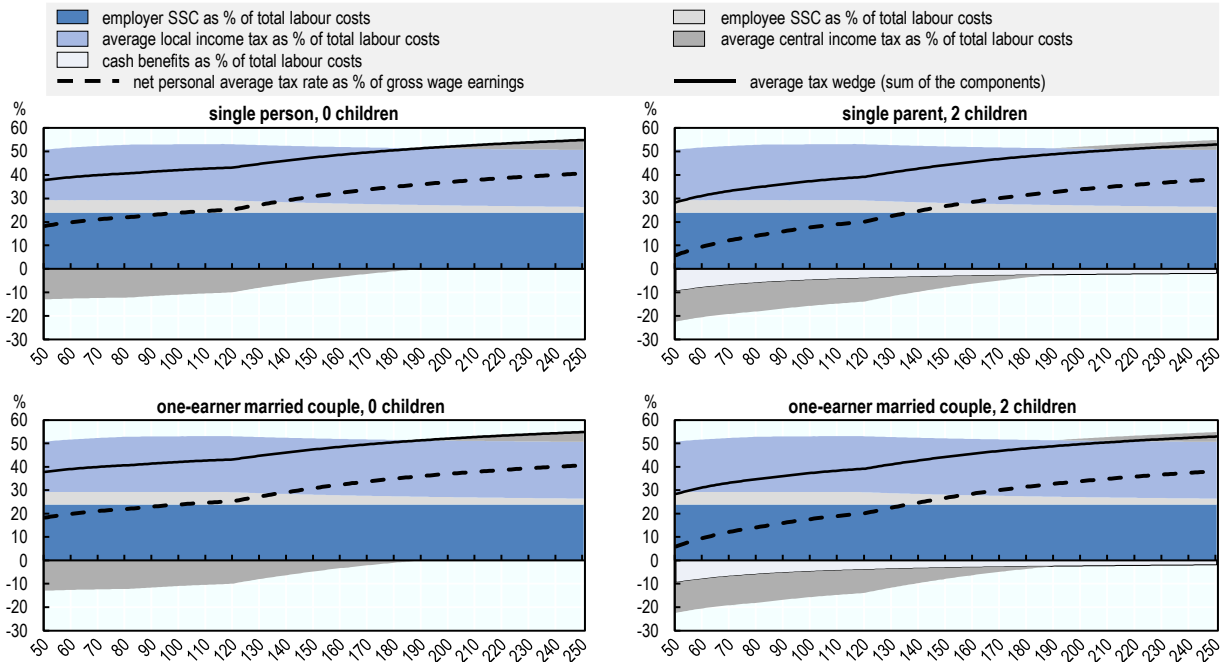 employer SSC as % of total labour costs
employee SSC as % of total labour costs
average local income tax as % of total labour costs
average central income tax as % of total labour costs
cash benefits as % of total labour costs
net personal average tax rate as % of gross wage earnings
average tax wedge (sum of the components)
%
single person, 0 children
60
50
40
30
20
10
0
-10
-20
-30
50 60 70 80 90 100 110 120 130 140 150 160 170 180 190 200 210 220 230 240 250
%
single parent, 2 children
60
50
40
30
20
10
0
-10
-20
-30
50 60 70 80 90 100 110 120 130 140 150 160 170 180 190 200 210 220 230 240 250
%
one-earner married couple, 0 children
60
50
40
30
20
10
0
-10
-20
-30
50 60 70 80 90 100 110 120 130 140 150 160 170 180 190 200 210 220 230 240 250
%
one-earner married couple, 2 children
60
50
40
30
20
10
0
-10
-20
-30
50 60 70 80 90 100 110 120 130 140 150 160 170 180 190 200 210 220 230 240 250